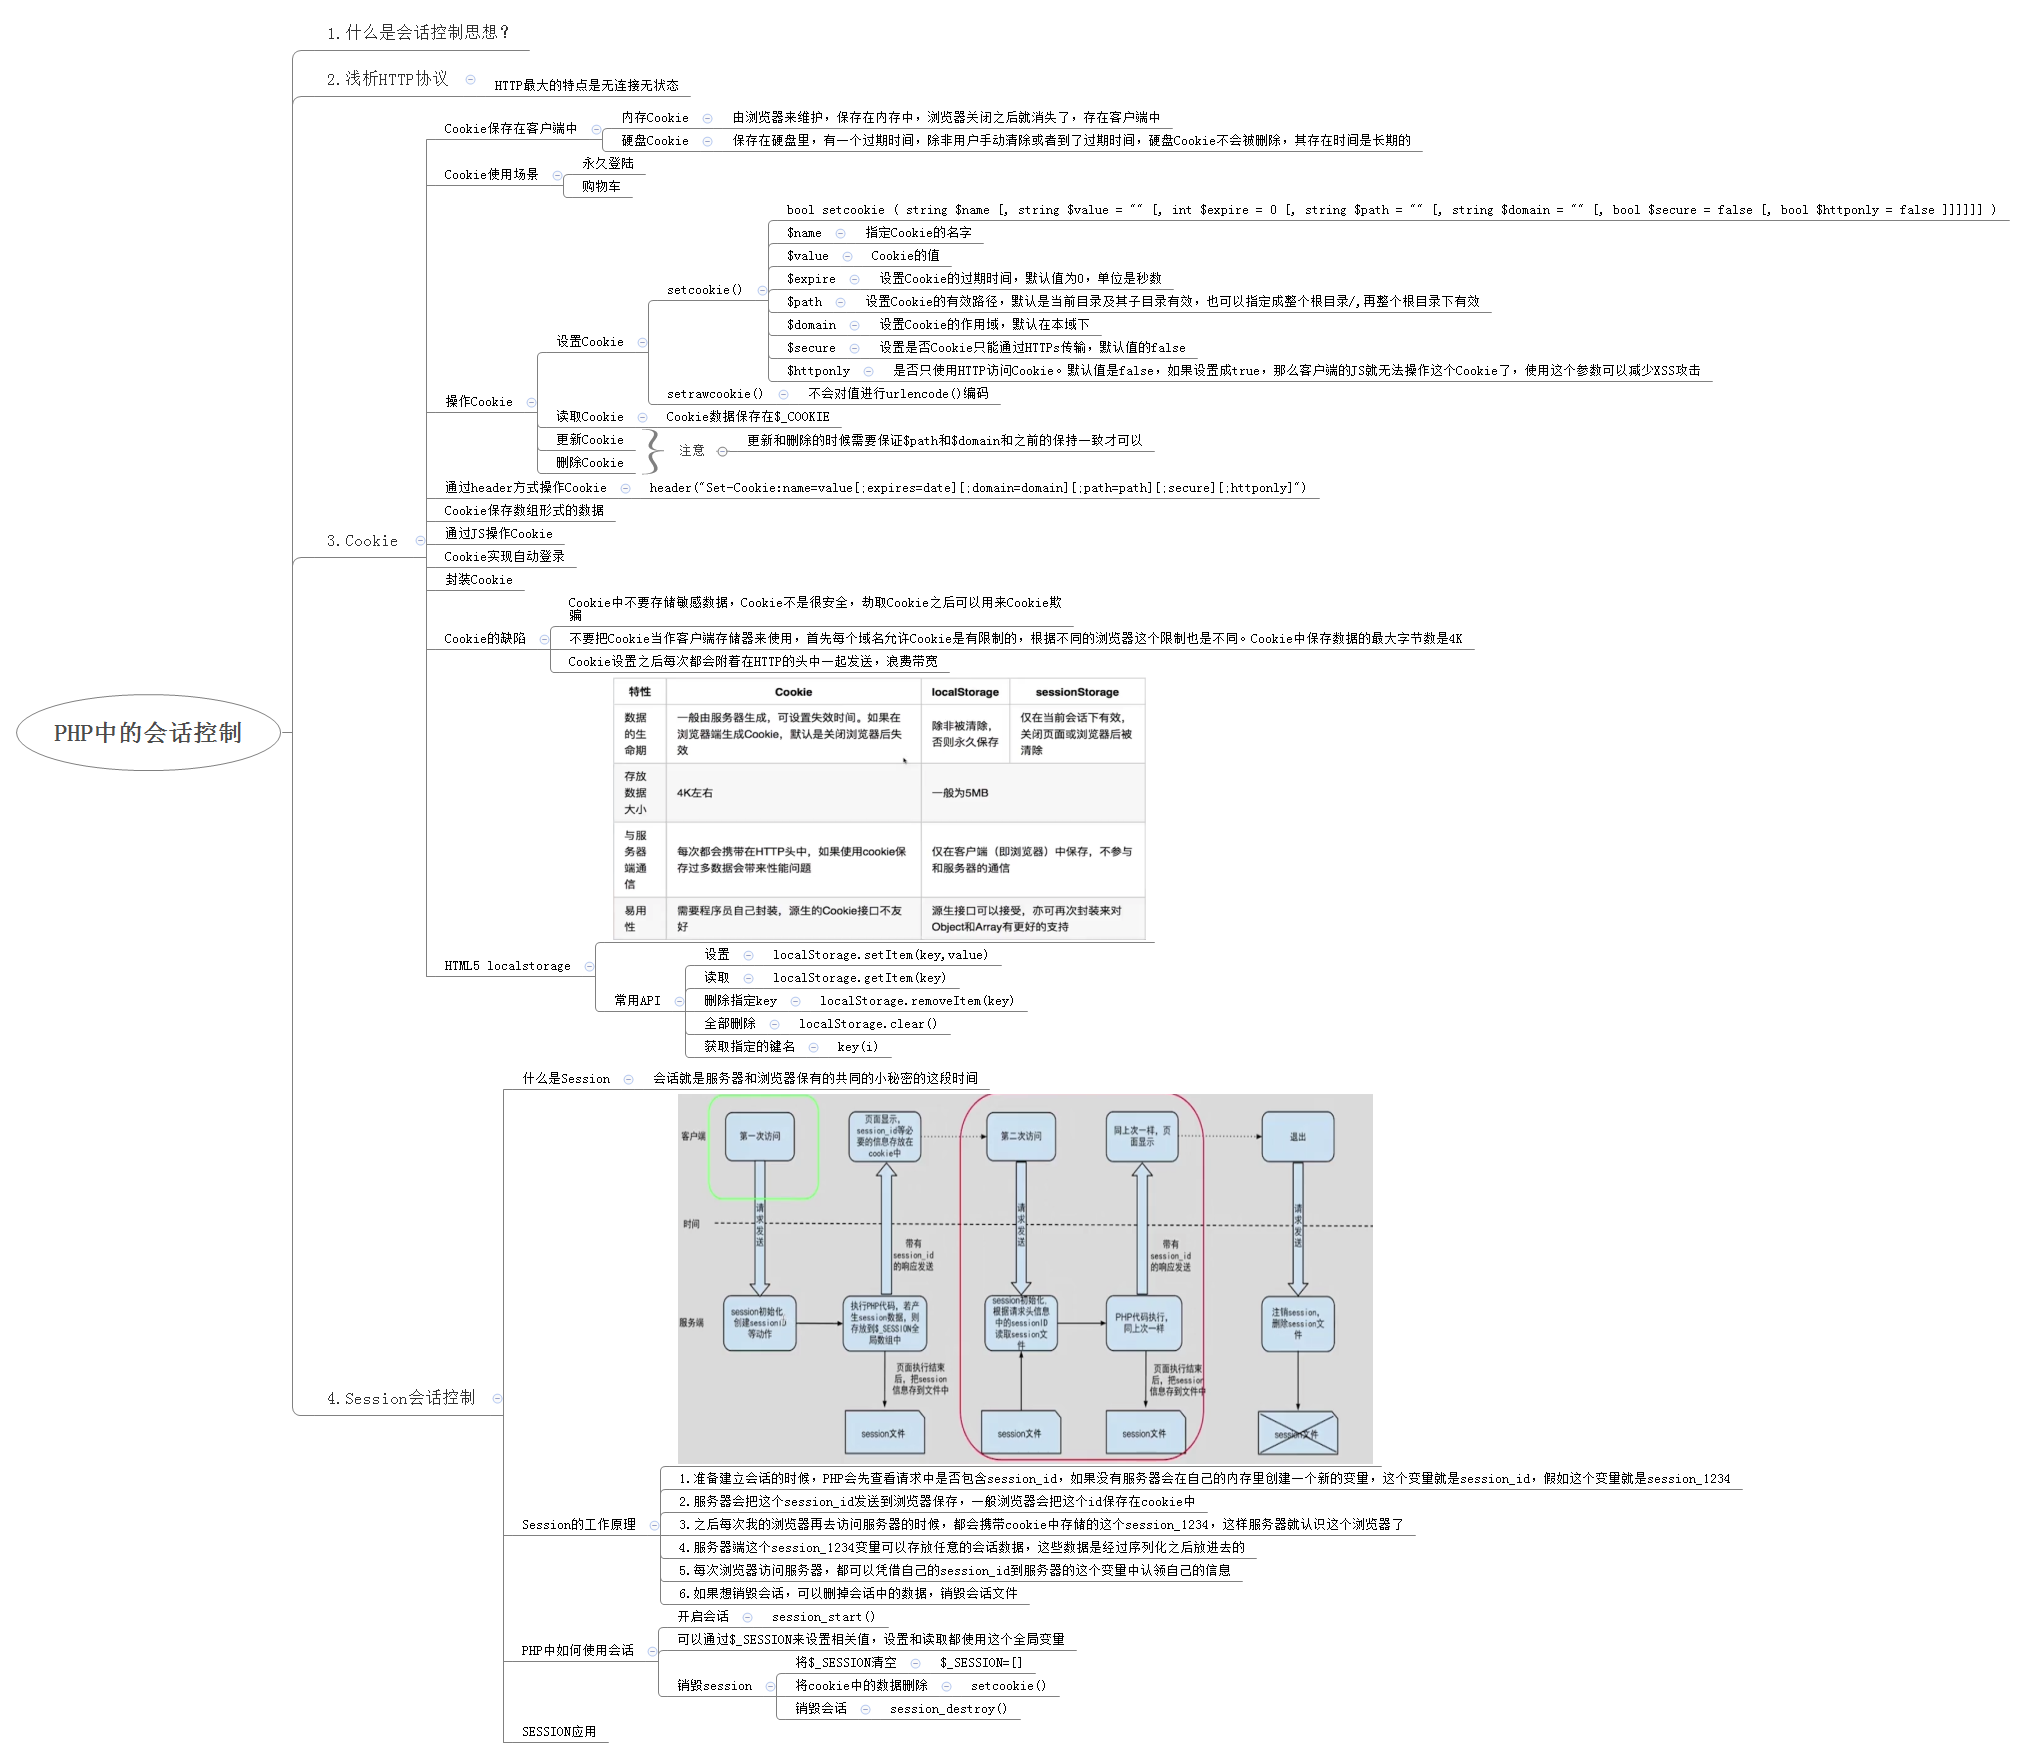 PHP中的会话控制
1.什么是会话控制思想？
2.浅析HTTP协议
HTTP最大的特点是无连接无状态
3.Cookie
Cookie保存在客户端中
内存Cookie
由浏览器来维护，保存在内存中，浏览器关闭之后就消失了，存在客户端中
硬盘Cookie
保存在硬盘里，有一个过期时间，除非用户手动清除或者到了过期时间，硬盘Cookie不会被删除，其存在时间是长期的
Cookie使用场景
永久登陆
购物车
操作Cookie
设置Cookie
setcookie()
bool setcookie ( string $name [, string $value = "" [, int $expire = 0 [, string $path = "" [, string $domain = "" [, bool $secure = false [, bool $httponly = false ]]]]]] )
$name
指定Cookie的名字
$value
Cookie的值
$expire
设置Cookie的过期时间，默认值为0，单位是秒数
$path
设置Cookie的有效路径，默认是当前目录及其子目录有效，也可以指定成整个根目录/,再整个根目录下有效
$domain
设置Cookie的作用域，默认在本域下
$secure
设置是否Cookie只能通过HTTPs传输，默认值的false
$httponly
是否只使用HTTP访问Cookie。默认值是false，如果设置成true，那么客户端的JS就无法操作这个Cookie了，使用这个参数可以减少XSS攻击
setrawcookie()
不会对值进行urlencode()编码
读取Cookie
Cookie数据保存在$_COOKIE
更新Cookie
删除Cookie
注意
更新和删除的时候需要保证$path和$domain和之前的保持一致才可以
通过header方式操作Cookie
header("Set-Cookie:name=value[;expires=date][;domain=domain][;path=path][;secure][;httponly]")
Cookie保存数组形式的数据
通过JS操作Cookie
Cookie实现自动登录
封装Cookie
Cookie的缺陷
Cookie中不要存储敏感数据，Cookie不是很安全，劫取Cookie之后可以用来Cookie欺
骗
不要把Cookie当作客户端存储器来使用，首先每个域名允许Cookie是有限制的，根据不同的浏览器这个限制也是不同。Cookie中保存数据的最大字节数是4K
Cookie设置之后每次都会附着在HTTP的头中一起发送，浪费带宽
HTML5 localstorage
特性
Cookie
localStorage
sessionStorage
数据
的生
命期
一般由服务器生成，可设置失效时间。如果在
浏览器端生成Cookie，默认是关闭浏览器后失
效
除非被清除，
否则永久保存
仅在当前会话下有效，
关闭页面或浏览器后被
清除
存放
数据
大小
4K左右
一般为5MB
与服
务器
端通
信
每次都会携带在HTTP头中，如果使用cookie保
存过多数据会带来性能问题
仅在客户端（即浏览器）中保存，不参与
和服务器的通信
易用
性
需要程序员自己封装，源生的Cookie接口不友
好
源生接口可以接受，亦可再次封装来对
Object和Array有更好的支持
常用API
设置
localStorage.setItem(key,value)
读取
localStorage.getItem(key)
删除指定key
localStorage.removeItem(key)
全部删除
localStorage.clear()
获取指定的键名
key(i)
4.Session会话控制
什么是Session
会话就是服务器和浏览器保有的共同的小秘密的这段时间
Session的工作原理
客户端
第一次访问
页面显示，
session_id等必
要的信息存放在
cookie中
第二次访问
同上次一样，页
面显示
退出
请求发送
请求发送
请求发送
时间
带有
session_id
的响应发送
带有
session_id
的响应发送
服务端
session初始化，
创建sessionID
等动作
执行PHP代码，若产
生session数据，则
存放到$_SESSION全
局数组中
session初始化，
根据请求头信息
中的sessionID
读取session文
件
PHP代码执行，
同上次一样
注销session，
删除session文
件
页面执行结束
后，把session
信息存到文件中
页面执行结束
后，把session
信息存到文件中
session文件
session文件
session文件
session文件
1.准备建立会话的时候，PHP会先查看请求中是否包含session_id，如果没有服务器会在自己的内存里创建一个新的变量，这个变量就是session_id，假如这个变量就是session_1234
2.服务器会把这个session_id发送到浏览器保存，一般浏览器会把这个id保存在cookie中
3.之后每次我的浏览器再去访问服务器的时候，都会携带cookie中存储的这个session_1234，这样服务器就认识这个浏览器了
4.服务器端这个session_1234变量可以存放任意的会话数据，这些数据是经过序列化之后放进去的
5.每次浏览器访问服务器，都可以凭借自己的session_id到服务器的这个变量中认领自己的信息
6.如果想销毁会话，可以删掉会话中的数据，销毁会话文件
PHP中如何使用会话
开启会话
session_start()
可以通过$_SESSION来设置相关值，设置和读取都使用这个全局变量
销毁session
将$_SESSION清空
$_SESSION=[]
将cookie中的数据删除
setcookie()
销毁会话
session_destroy()
SESSION应用